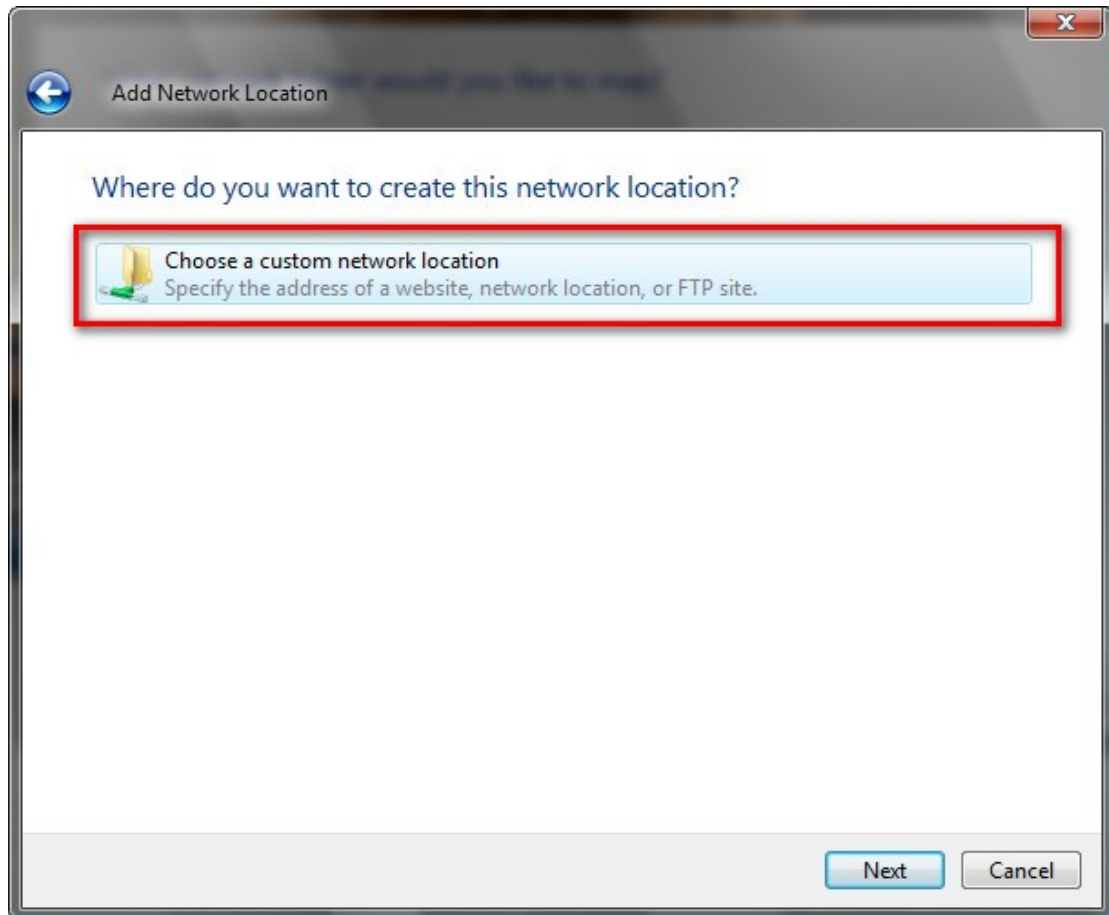 Add Network Location
Where do you want to create this network location?
Choose a custom network location
Specify the address of a website, network location, or FTP site.
Next
Cancel